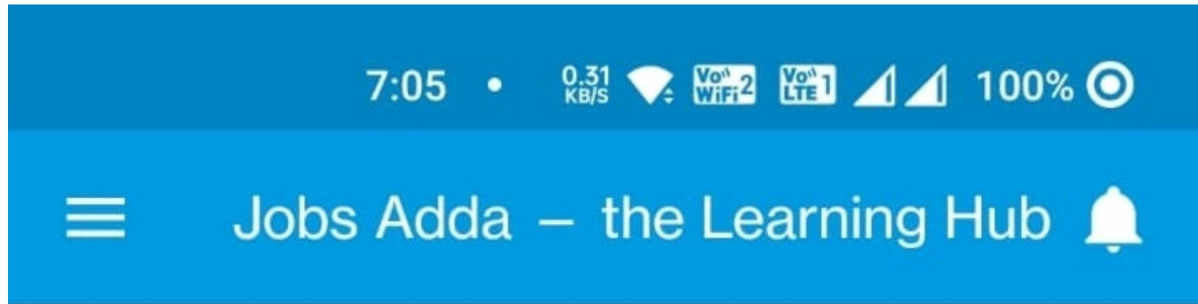 7:05 • 0.31 KB/S Vo)) WiFi 2 Vo)) LTE 1 100%
Jobs Adda – the Learning Hub